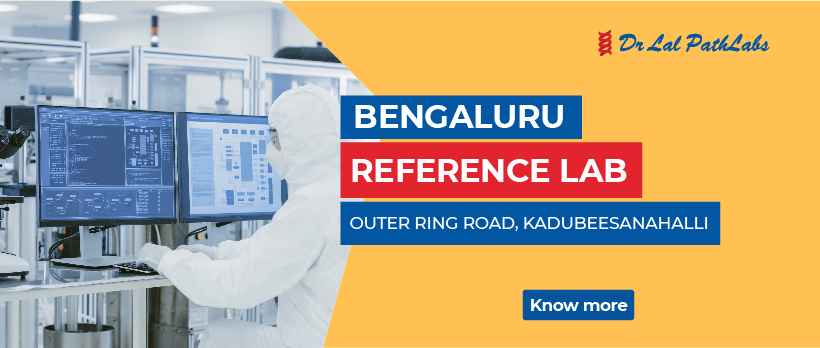 Dr Lal PathLabs
BENGALURU
REFERENCE LAB
OUTER RING ROAD, KADUBEESANAHALLI
Know more